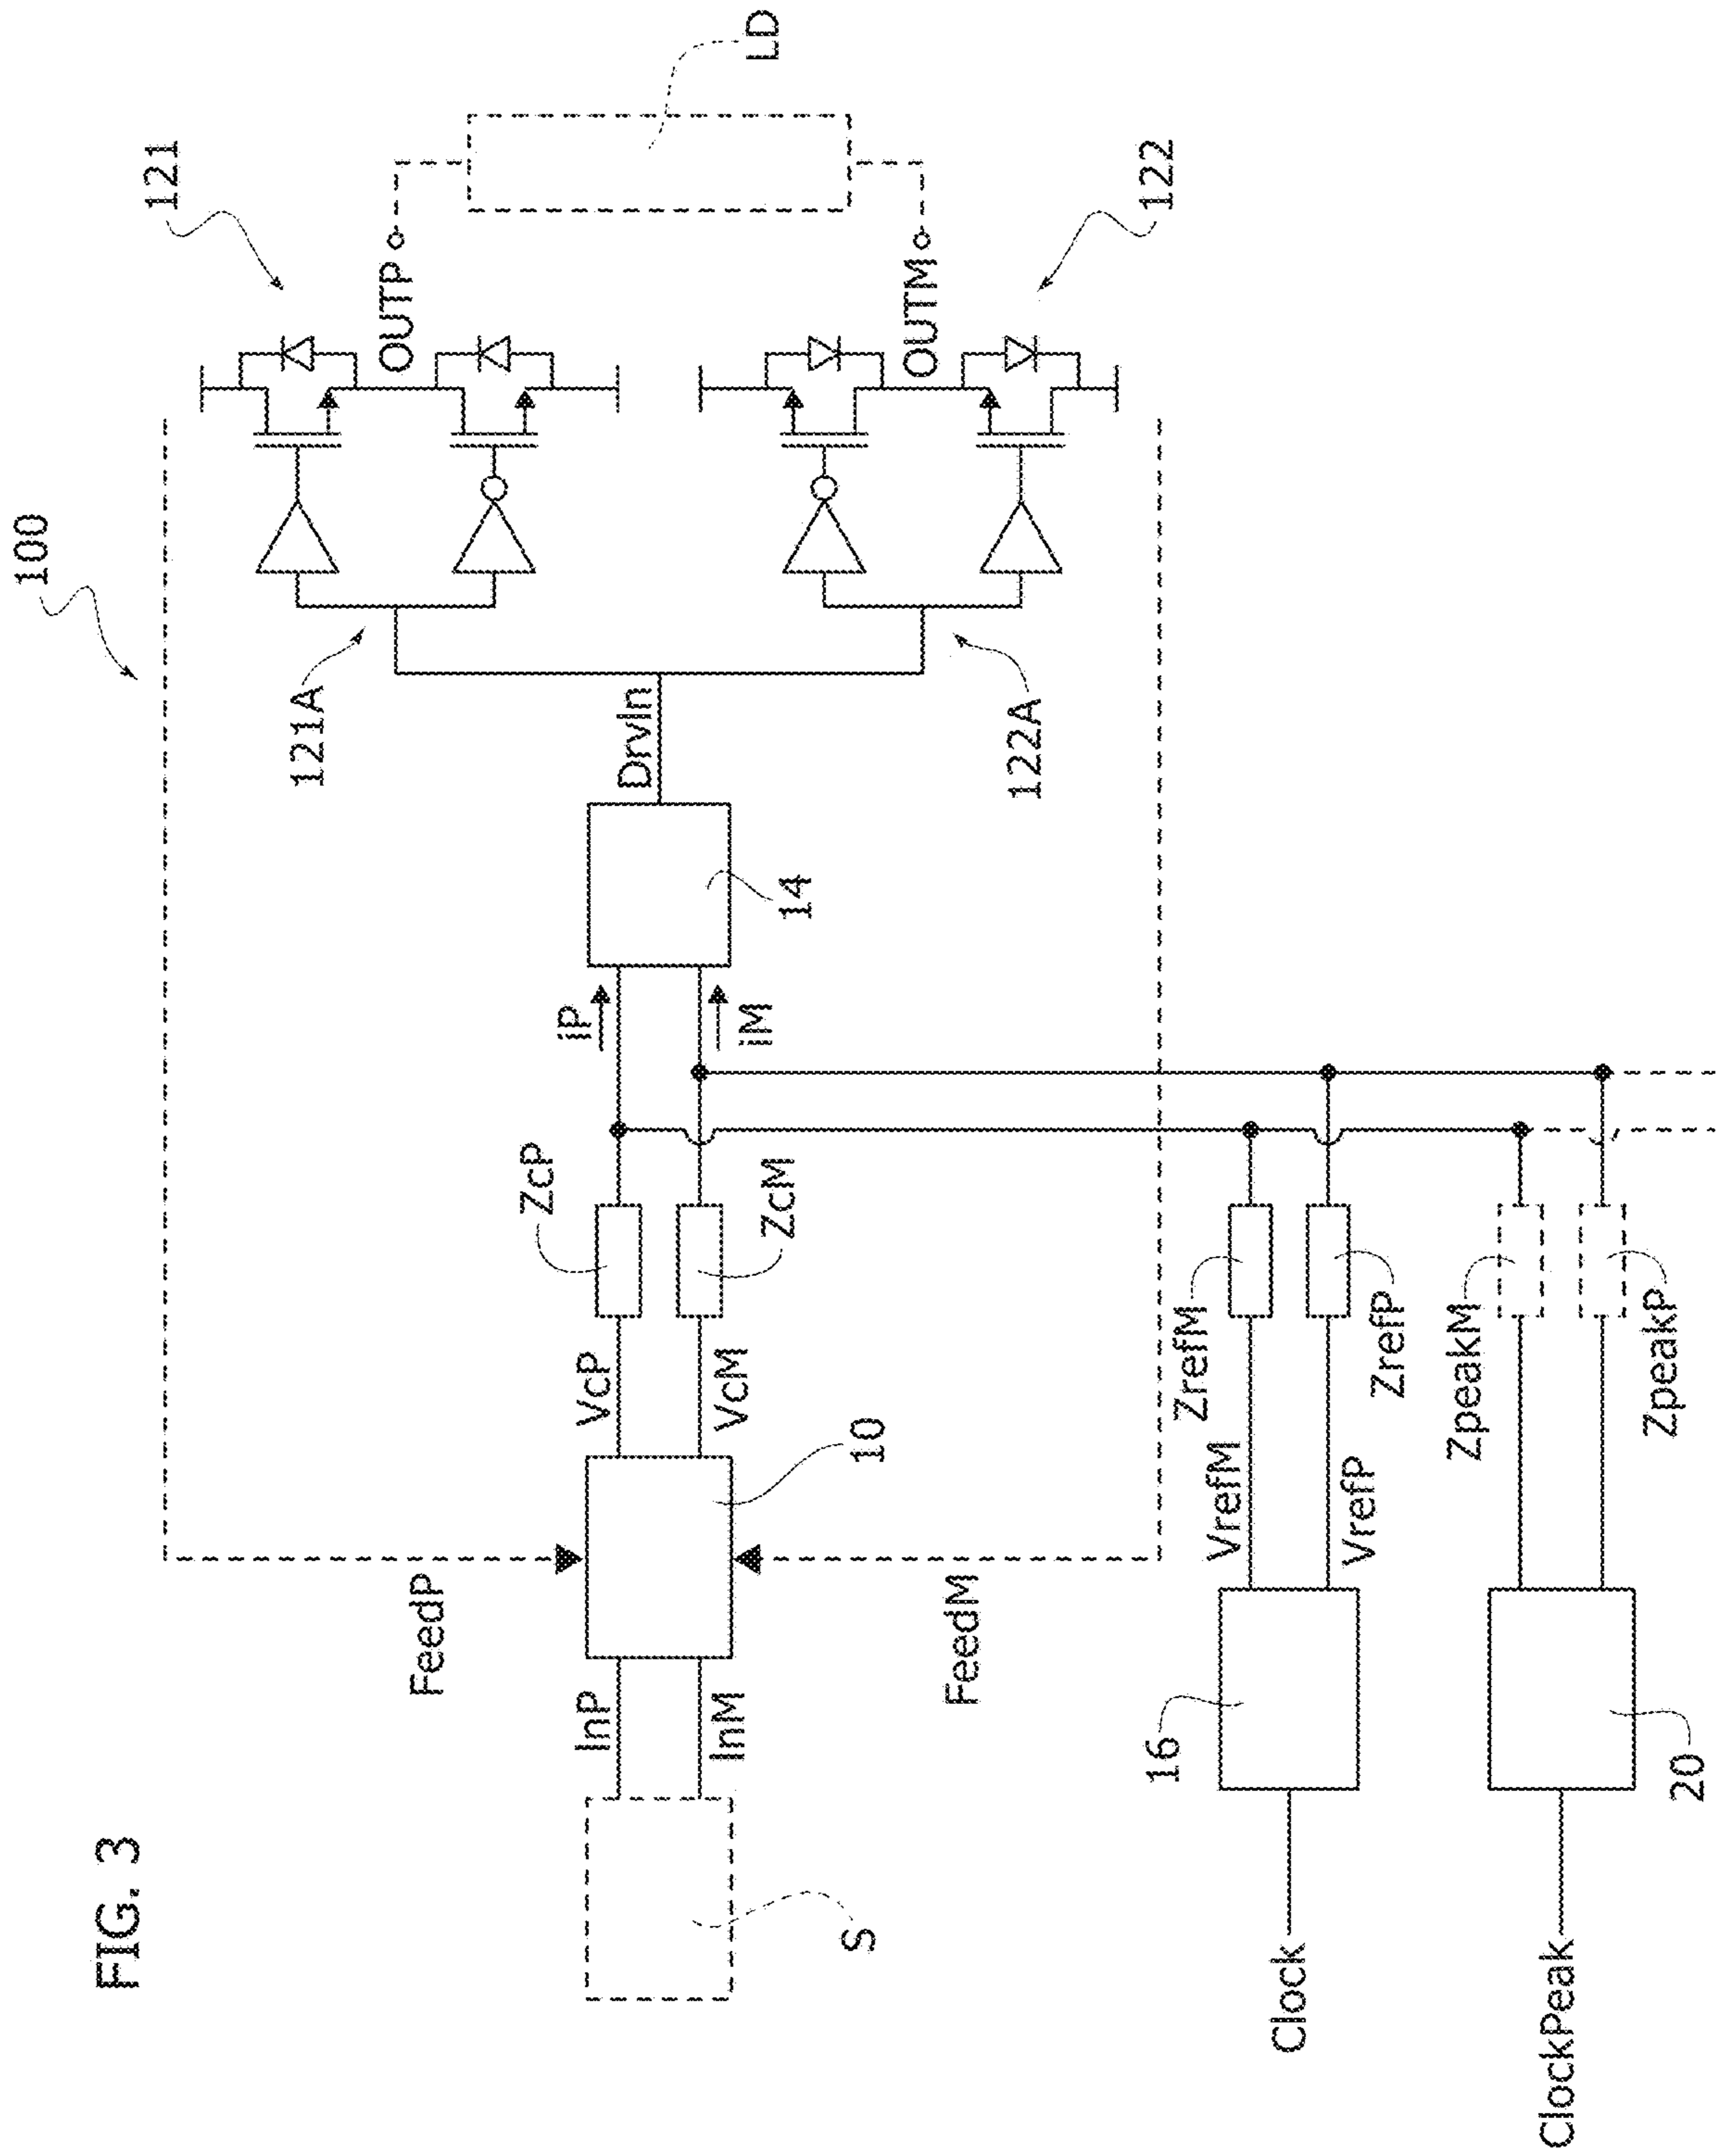 FIG. 3
100
121
122
LD
OUTP
OUTM
121A
122A
DrvIn
14
iP
iM
ZcP
ZcM
VcP
VcM
10
FeedP
FeedM
InP
InM
S
ZrefM
ZrefP
VrefM
VrefP
16
Clock
ZpeakM
ZpeakP
20
ClockPeak